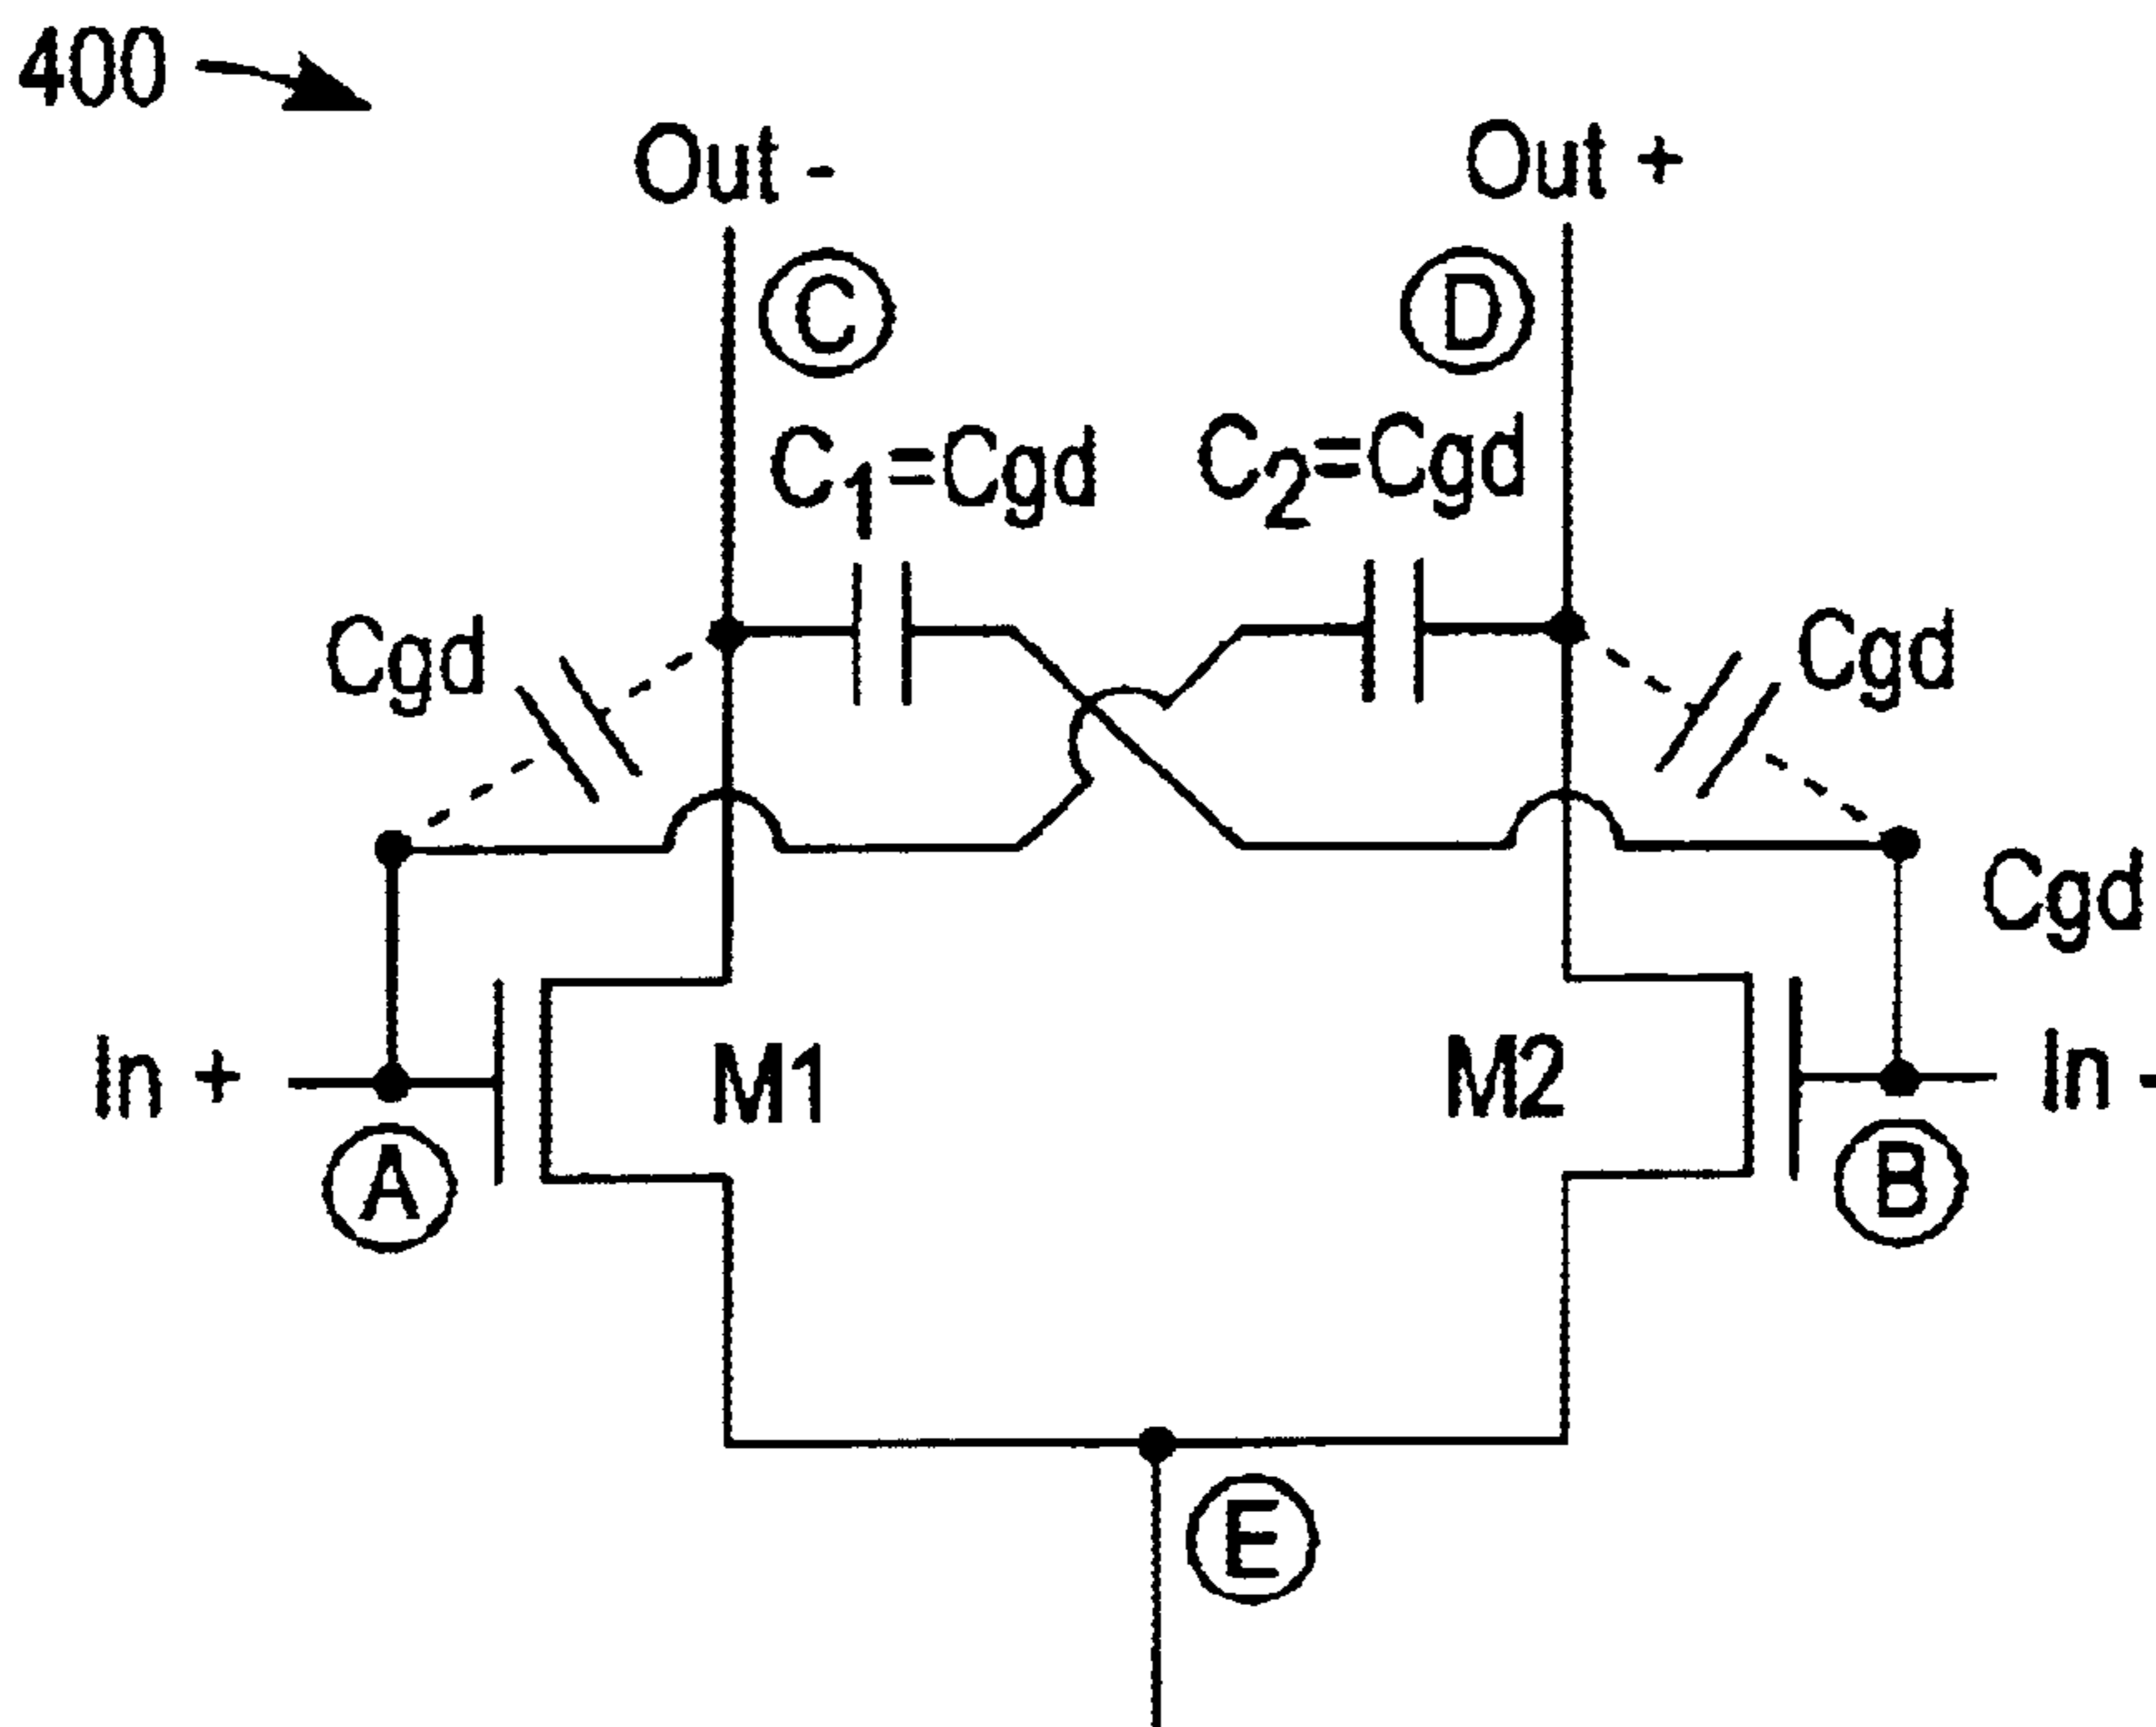 400
Out - Out +
C D
C1=Cgd C2=Cgd
Cgd Cgd
Cgd
In + M1 M2 In -
A B
E